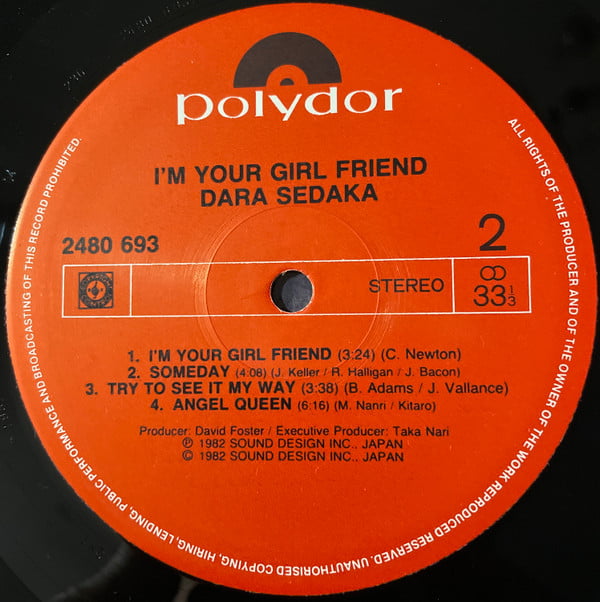 polydor
I'M YOUR GIRL FRIEND
DARA SEDAKA
2480 693
2
STEREO
33 1/3
1. I'M YOUR GIRL FRIEND (3:24) (C. Newton)
2. SOMEDAY (4:08) (J. Keller / R. Halligan / J. Bacon)
3. TRY TO SEE IT MY WAY (3:38) (B. Adams / J. Vallance)
4. ANGEL QUEEN (6:16) (M. Nanri / Kitaro)
Producer: David Foster / Executive Producer: Taka Nari
℗ 1982 SOUND DESIGN INC., JAPAN
© 1982 SOUND DESIGN INC., JAPAN
ALL RIGHTS OF THE PRODUCER AND OF THE OWNER OF THE WORK REPRODUCED RESERVED. UNAUTHORISED COPYING, HIRING, LENDING, PUBLIC PERFORMANCE AND BROADCASTING OF THIS RECORD PROHIBITED.